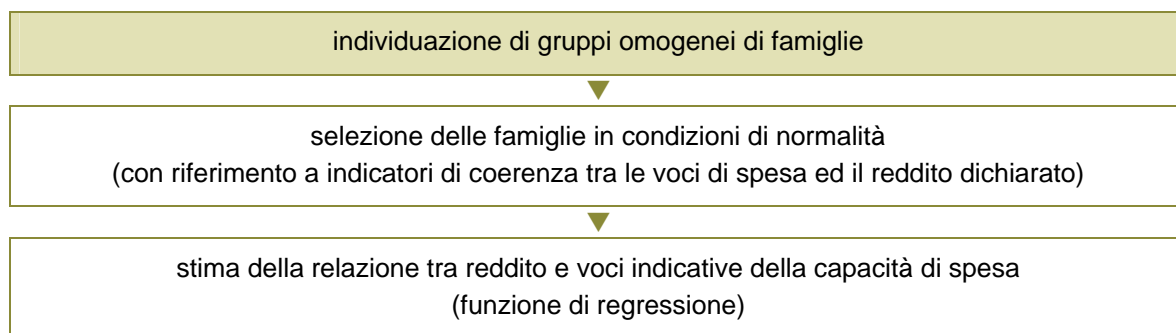 individuazione di gruppi omogenei di famiglie
selezione delle famiglie in condizioni di normalità
(con riferimento a indicatori di coerenza tra le voci di spesa ed il reddito dichiarato)
stima della relazione tra reddito e voci indicative della capacità di spesa
(funzione di regressione)